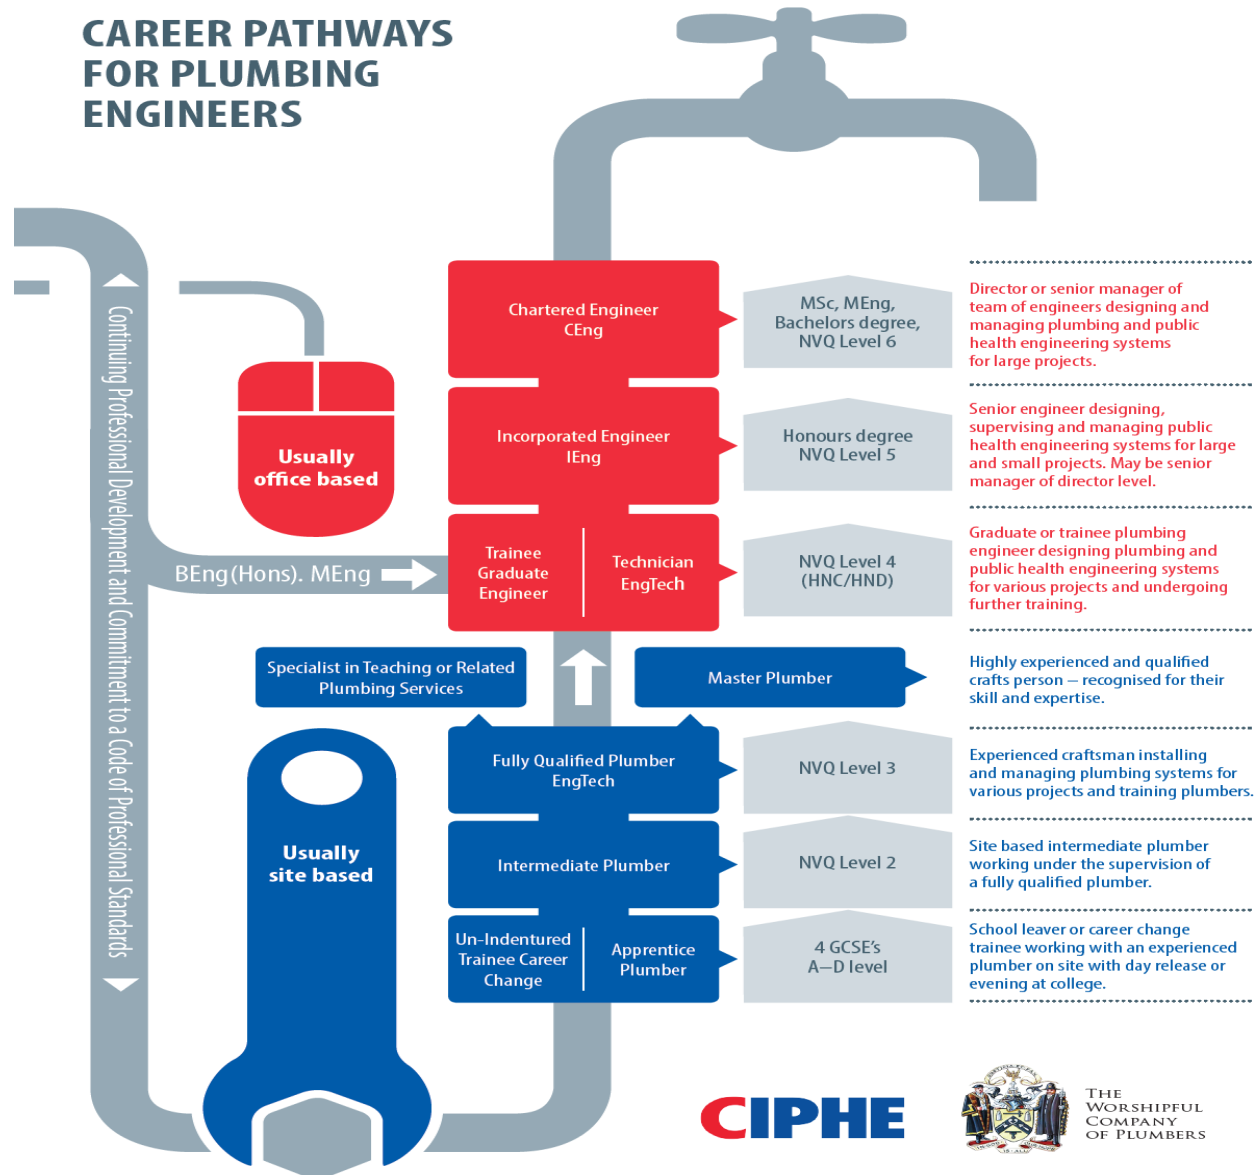 CAREER PATHWAYS
FOR PLUMBING
ENGINEERS
Continuing Professional Development and Commitment to a Code of Professional Standards
Usually
office based
BEng(Hons). MEng
Chartered Engineer
CEng
MSc, MEng,
Bachelors degree,
NVQ Level 6
Director or senior manager of
team of engineers designing and
managing plumbing and public
health engineering systems
for large projects.
Incorporated Engineer
IEng
Honours degree
NVQ Level 5
Senior engineer designing,
supervising and managing public
health engineering systems for large
and small projects. May be senior
manager of director level.
Trainee
Graduate
Engineer
Technician
EngTech
NVQ Level 4
(HNC/HND)
Graduate or trainee plumbing
engineer designing plumbing and
public health engineering systems
for various projects and undergoing
further training.
Specialist in Teaching or Related
Plumbing Services
Master Plumber
Highly experienced and qualified
crafts person — recognised for their
skill and expertise.
Usually
site based
Fully Qualified Plumber
EngTech
NVQ Level 3
Experienced craftsman installing
and managing plumbing systems for
various projects and training plumbers.
Intermediate Plumber
NVQ Level 2
Site based intermediate plumber
working under the supervision of
a fully qualified plumber.
Un-Indentured
Trainee Career
Change
Apprentice
Plumber
4 GCSE's
A—D level
School leaver or career change
trainee working with an experienced
plumber on site with day release or
evening at college.
CIPHE
THE
WORSHIPFUL
COMPANY
OF PLUMBERS